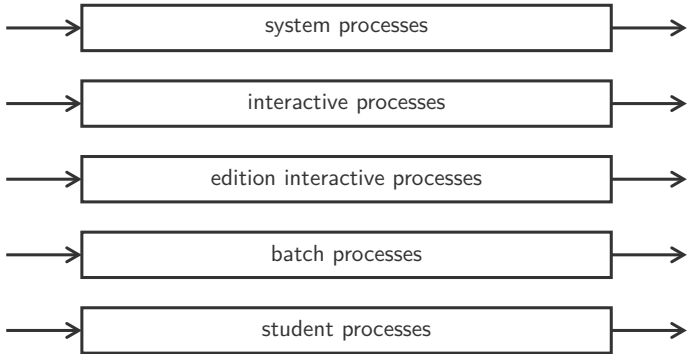 system processes
interactive processes
edition interactive processes
batch processes
student processes